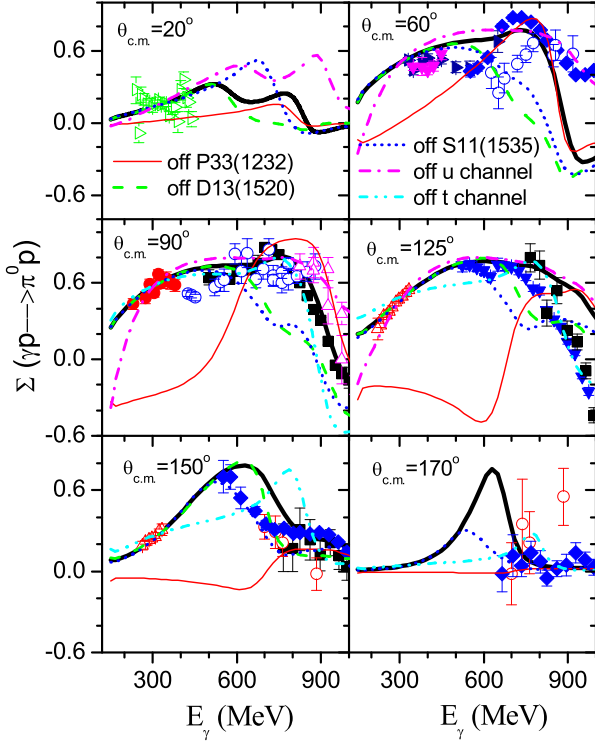 θc.m.=20°
θc.m.=60°
0.6
0.0
-0.6
off P33(1232)
off D13(1520)
off S11(1535)
off u channel
off t channel
θc.m.=90°
θc.m.=125°
0.6
0.0
-0.6
Σ (γp--->π⁰p)
θc.m.=150°
θc.m.=170°
0.6
0.0
-0.6
300 600 900 300 600 900
Eγ (MeV) Eγ (MeV)